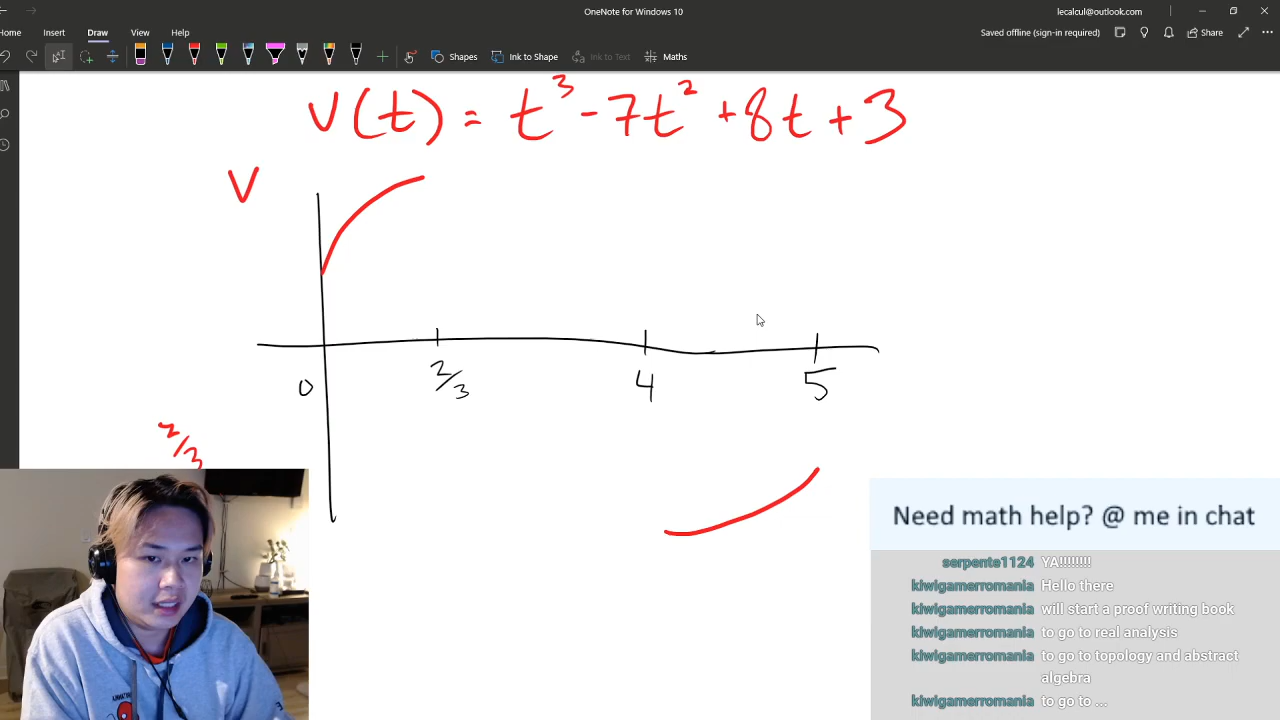 OneNote for Windows 10
lecalcul@outlook.com
Home Insert Draw View Help
Saved offline (sign-in required) Share
Shapes Ink to Shape Ink to Text Maths
V(t) = t³ - 7t² + 8t + 3
V
0 2/3 4 5
2/3
Need math help? @ me in chat
serpente1124 YA!!!!!!!!
kiwigamerromania Hello there
kiwigamerromania will start a proof writing book
kiwigamerromania to go to real analysis
kiwigamerromania to go to topology and abstract
algebra
kiwigamerromania to go to ...